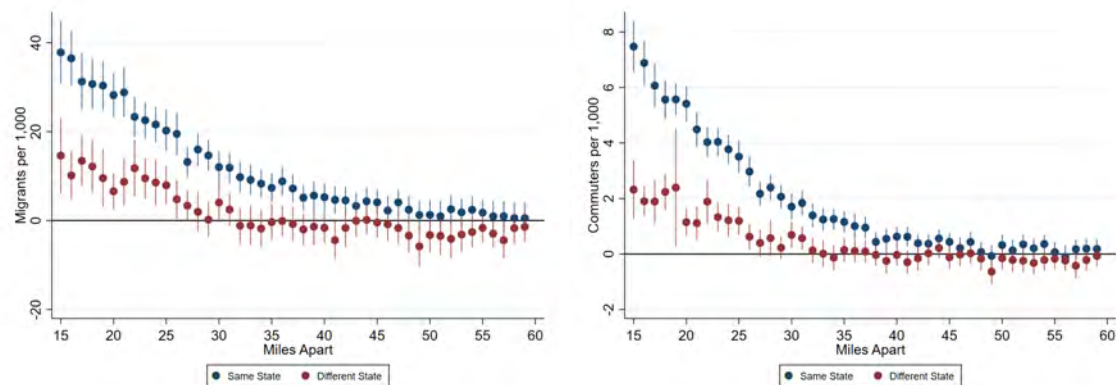 Migrants per 1,000
40
20
0
-20
15 20 25 30 35 40 45 50 55 60
Miles Apart
Same State Different State
Commuters per 1,000
8
6
4
2
0
-2
15 20 25 30 35 40 45 50 55 60
Miles Apart
Same State Different State